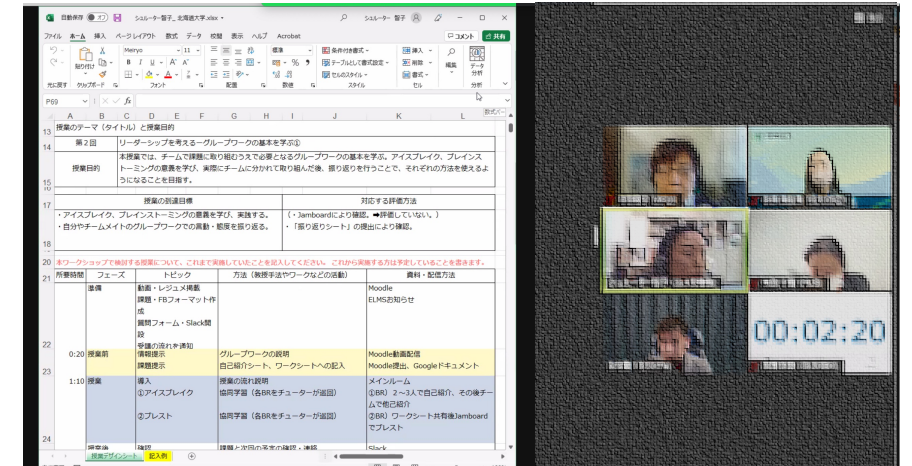 自動保存 オフ シュルーター 智子_ 北海道大学.xlsx シュルーター 智子
ファイル ホーム 挿入 ページ レイアウト 数式 データ 校閲 表示 ヘルプ Acrobat コメント 共有
貼り付け Meiryo 11 標準 条件付き書式 テーブルとして書式設定 セルのスタイル 挿入 削除 書式 編集 データ分析
元に戻す クリップボード フォント 配置 数値 スタイル セル 分析
P69 fx
A B C D E F G H I J K L
13 授業のテーマ（タイトル）と授業目的
14 第２回 リーダーシップを考えるーグループワークの基本を学ぶ①
本授業では、チームで課題に取り組むうえで必要となるグループワークの基本を学ぶ。アイスブレイク、ブレインス
授業目的 トーミングの意義を学び、実際にチームに分かれて取り組んだ後、振り返りを行うことで、それぞれの方法を使えるよ
15 うになることを目指す。
17 授業の到達目標 対応する評価方法
・アイスブレイク、ブレインストーミングの意義を学び、実践する。 （・Jamboardにより確認。➡評価していない。）
・自分やチームメイトのグループワークでの言動・態度を振り返る。 ・「振り返りシート」の提出により確認。
18
20 本ワークショップで検討する授業について、これまで実施していたことを記入してください。 これから実施する方は予定していることを書きます。
21 所要時間 フェーズ トピック 方法（教授手法やワークなどの活動） 資料・配信方法
準備 動画・レジュメ掲載 Moodle
課題・FBフォーマット作 ELMSお知らせ
成
質問フォーム・Slack開
設
22 受講の流れを通知
0:20 授業前 情報提示 グループワークの説明 Moodle動画配信
23 課題提示 自己紹介シート、ワークシートへの記入 Moodle提出、Googleドキュメント
1:10 授業 導入 授業の流れ説明 メインルーム
①アイスブレイク 協同学習（各BRをチューターが巡回） ①BR）２～3人で自己紹介、その後チー
ムで他己紹介
②ブレスト 協同学習（各BRをチューターが巡回） ②BR）ワークシート共有後Jamboard
でブレスト
24
授業後 確認 課題と次回の予定の確認・連絡 Slack
授業デザインシート 記入例
00:02:20